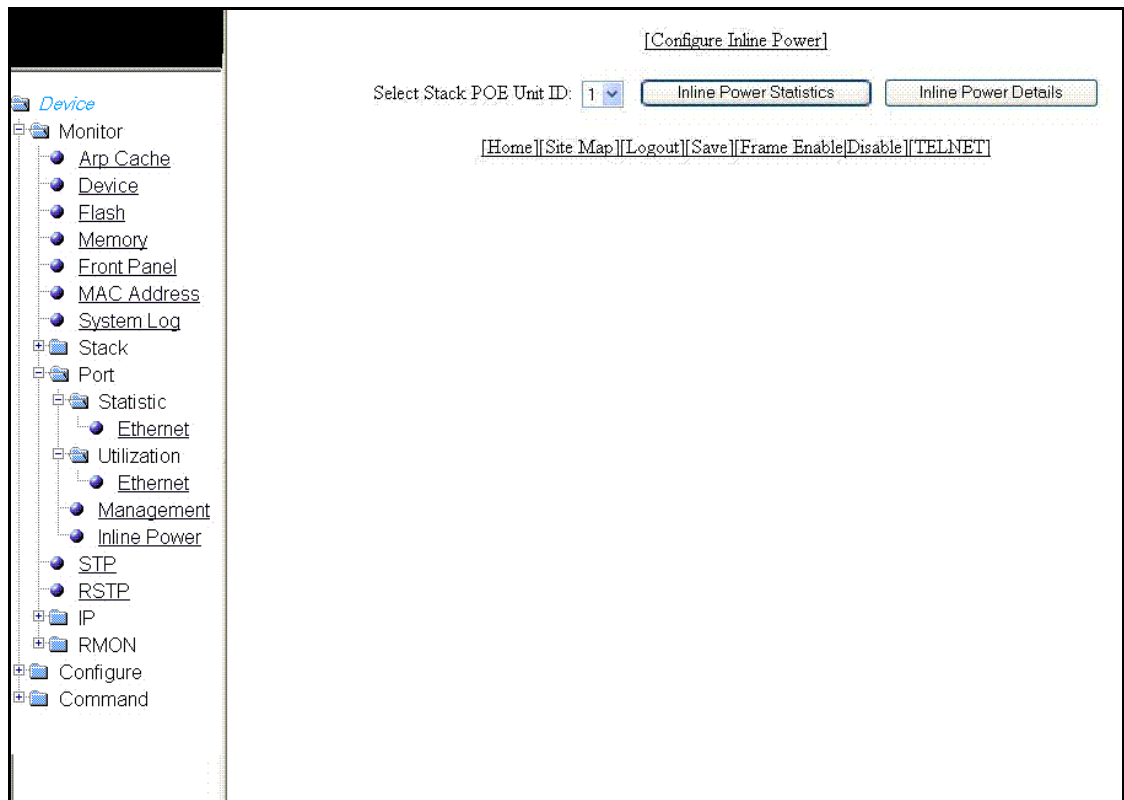 Device
Monitor
Arp Cache
Device
Flash
Memory
Front Panel
MAC Address
System Log
Stack
Port
Statistic
Ethernet
Utilization
Ethernet
Management
Inline Power
STP
RSTP
IP
RMON
Configure
Command
[Configure Inline Power]
Select Stack POE Unit ID: 1 Inline Power Statistics Inline Power Details
[Home][Site Map][Logout][Save][Frame Enable|Disable][TELNET]